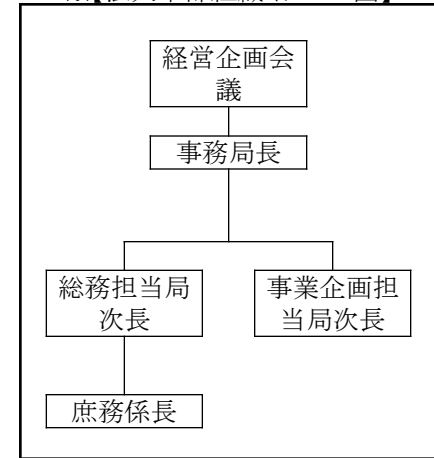 経営企画会
議
事務局長
総務担当局
次長
事業企画担
当局次長
庶務係長